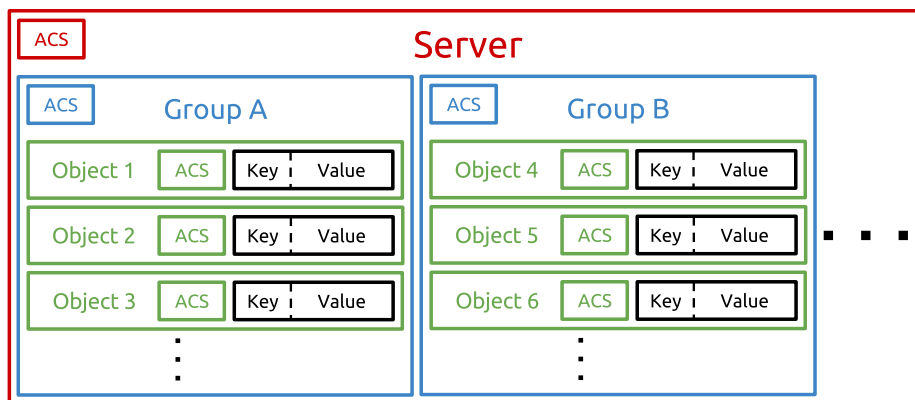 ACS
Server
ACS Group A
Object 1 ACS Key Value
Object 2 ACS Key Value
Object 3 ACS Key Value
ACS Group B
Object 4 ACS Key Value
Object 5 ACS Key Value
Object 6 ACS Key Value